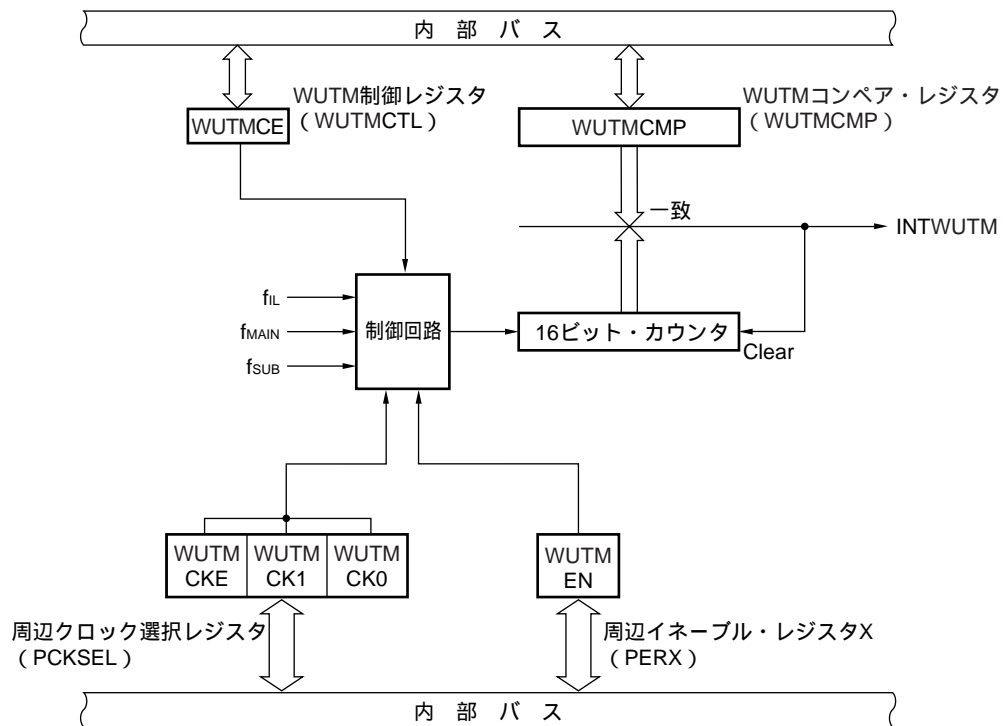 内 部 バ ス
WUTM制御レジスタ
（WUTMCTL）
WUTMCE
WUTMコンペア・レジスタ
（WUTMCMP）
WUTMCMP
一致
INTWUTM
fIL
fMAIN
fSUB
制御回路
16ビット・カウンタ
Clear
WUTM
CKE
WUTM
CK1
WUTM
CK0
WUTM
EN
周辺クロック選択レジスタ
（PCKSEL）
周辺イネーブル・レジスタX
（PERX）
内 部 バ ス